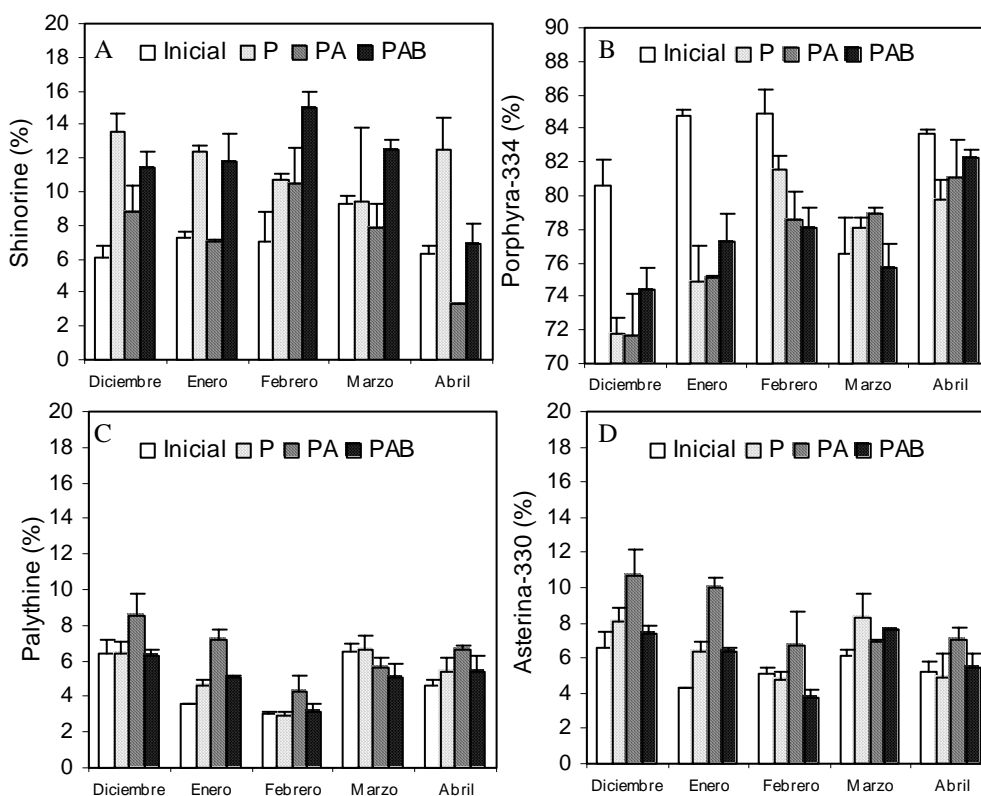 A
Inicial P PA PAB
Shinorine (%)
20
18
16
14
12
10
8
6
4
2
0
Diciembre Enero Febrero Marzo Abril
B
Inicial P PA PAB
Porphyra-334 (%)
90
88
86
84
82
80
78
76
74
72
70
Diciembre Enero Febrero Marzo Abril
C
Inicial P PA PAB
Palythine (%)
20
18
16
14
12
10
8
6
4
2
0
Diciembre Enero Febrero Marzo Abril
D
Inicial P PA PAB
Asterina-330 (%)
20
18
16
14
12
10
8
6
4
2
0
Diciembre Enero Febrero Marzo Abril